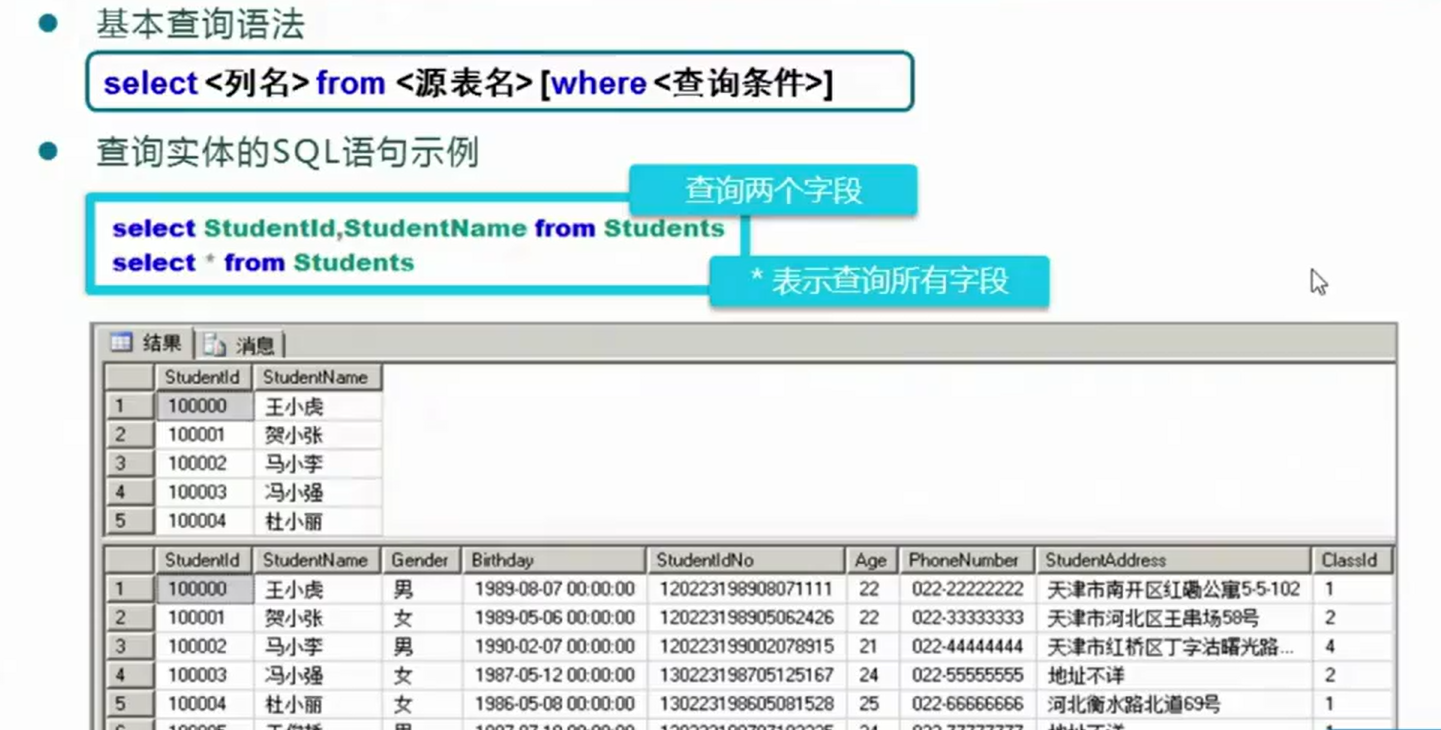 基本查询语法
select <列名> from <源表名> [where <查询条件>]
查询实体的SQL语句示例
查询两个字段
select StudentId,StudentName from Students
select * from Students
* 表示查询所有字段
结果 消息
StudentId StudentName
1 100000 王小虎
2 100001 贺小张
3 100002 马小李
4 100003 冯小强
5 100004 杜小丽
StudentId StudentName Gender Birthday StudentIdNo Age PhoneNumber StudentAddress ClassId
1 100000 王小虎 男 1989-08-07 00:00:00 120223198908071111 22 022-22222222 天津市南开区红磡公寓5-5-102 1
2 100001 贺小张 女 1989-05-06 00:00:00 120223198905062426 22 022-33333333 天津市河北区王串场58号 2
3 100002 马小李 男 1990-02-07 00:00:00 120223199002078915 21 022-44444444 天津市红桥区丁字沽曙光路... 4
4 100003 冯小强 女 1987-05-12 00:00:00 130223198705125167 24 022-55555555 地址不详 2
5 100004 杜小丽 女 1986-05-08 00:00:00 130223198605081528 25 022-66666666 河北衡水路北道69号 1